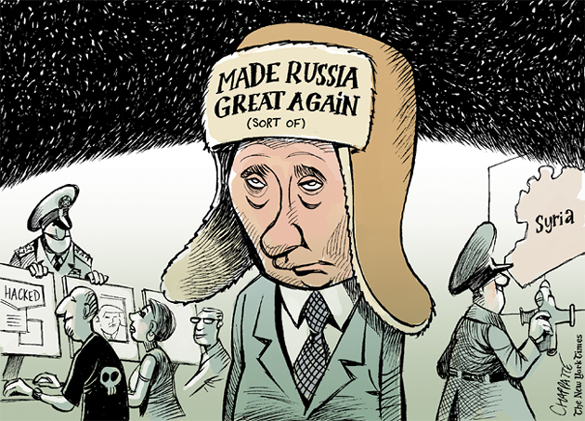 MADE RUSSIA
GREAT AGAIN
(SORT OF)
HACKED
Syria
CHAPPATTE
The New York Times